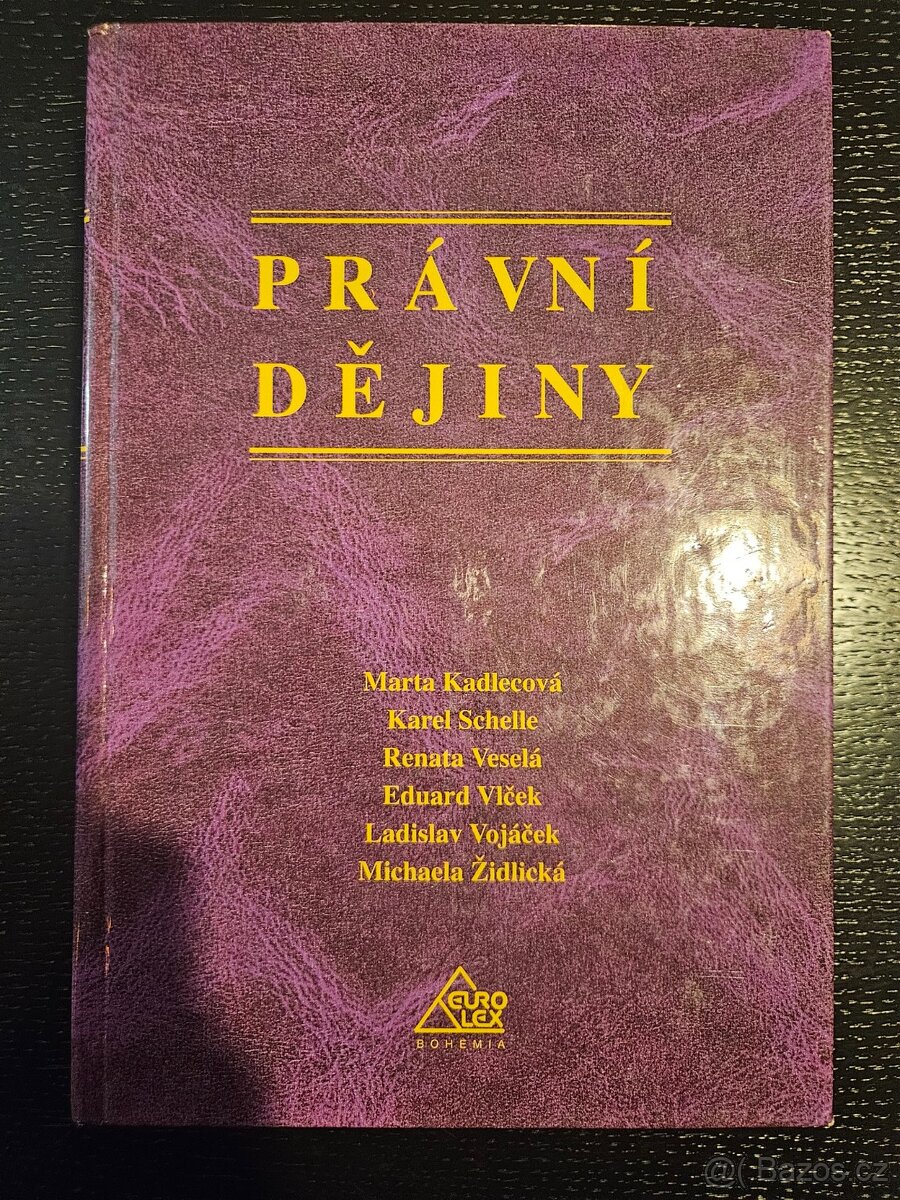 PRÁVNÍ
DĚJINY
Marta Kadlecová
Karel Schelle
Renata Veselá
Eduard Vlček
Ladislav Vojáček
Michaela Židlická
EURO
LEX
BOHEMIA
@( Bazos.cz